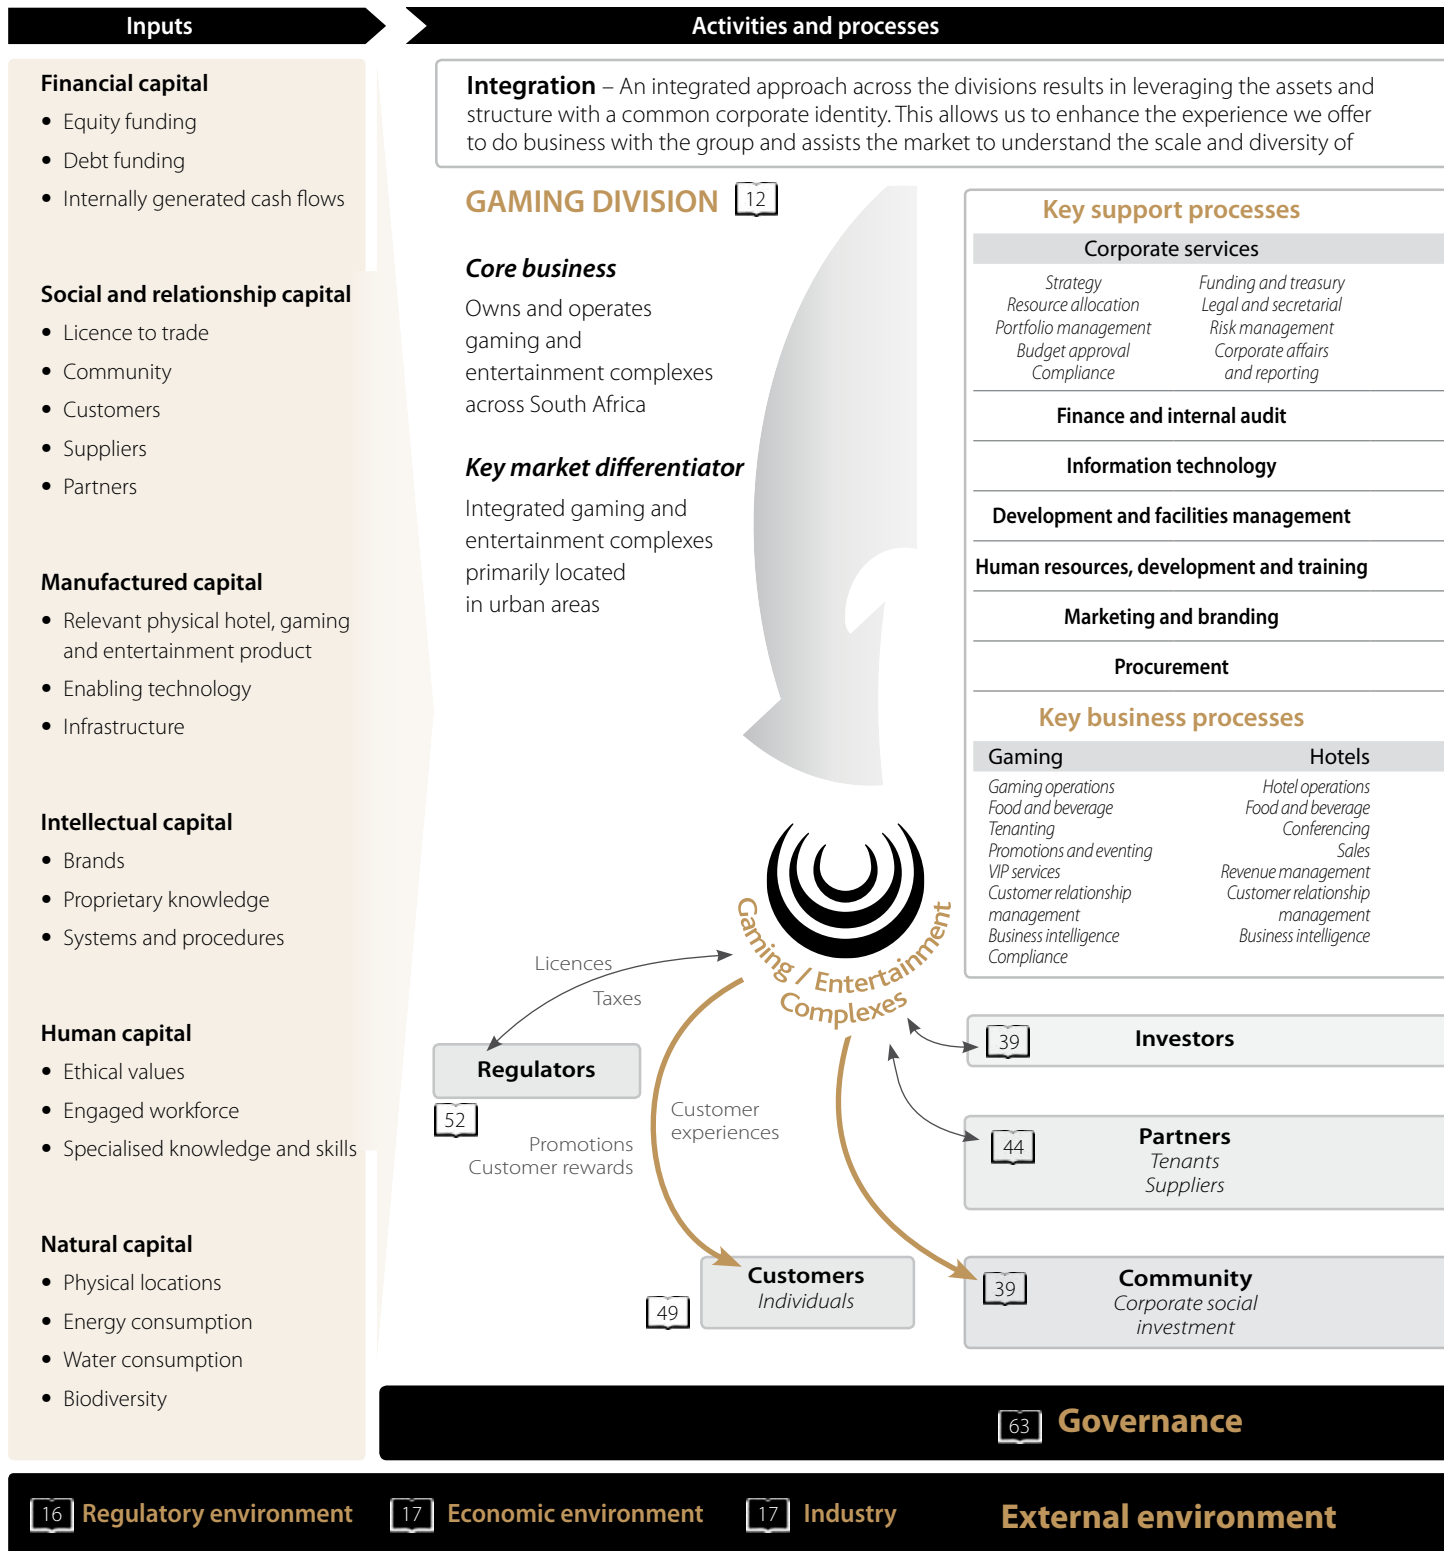 Inputs
Activities and processes
Financial capital
• Equity funding
• Debt funding
• Internally generated cash flows
Social and relationship capital
• Licence to trade
• Community
• Customers
• Suppliers
• Partners
Manufactured capital
• Relevant physical hotel, gaming
and entertainment product
• Enabling technology
• Infrastructure
Intellectual capital
• Brands
• Proprietary knowledge
• Systems and procedures
Human capital
• Ethical values
• Engaged workforce
• Specialised knowledge and skills
Natural capital
• Physical locations
• Energy consumption
• Water consumption
• Biodiversity
Integration – An integrated approach across the divisions results in leveraging the assets and
structure with a common corporate identity. This allows us to enhance the experience we offer
to do business with the group and assists the market to understand the scale and diversity of
GAMING DIVISION 12
Core business
Owns and operates
gaming and
entertainment complexes
across South Africa
Key market differentiator
Integrated gaming and
entertainment complexes
primarily located
in urban areas
Key support processes
Corporate services
Strategy
Resource allocation
Portfolio management
Budget approval
Compliance
Funding and treasury
Legal and secretarial
Risk management
Corporate affairs
and reporting
Finance and internal audit
Information technology
Development and facilities management
Human resources, development and training
Marketing and branding
Procurement
Key business processes
Gaming
Gaming operations
Food and beverage
Tenanting
Promotions and eventing
VIP services
Customer relationship
management
Business intelligence
Compliance
Hotels
Hotel operations
Food and beverage
Conferencing
Sales
Revenue management
Customer relationship
management
Business intelligence
Gaming / Entertainment
Complexes
Licences
Taxes
Regulators
52
Promotions
Customer rewards
Customer
experiences
Customers
Individuals
49
39 Investors
44 Partners
Tenants
Suppliers
39 Community
Corporate social
investment
63 Governance
16 Regulatory environment
17 Economic environment
17 Industry
External environment